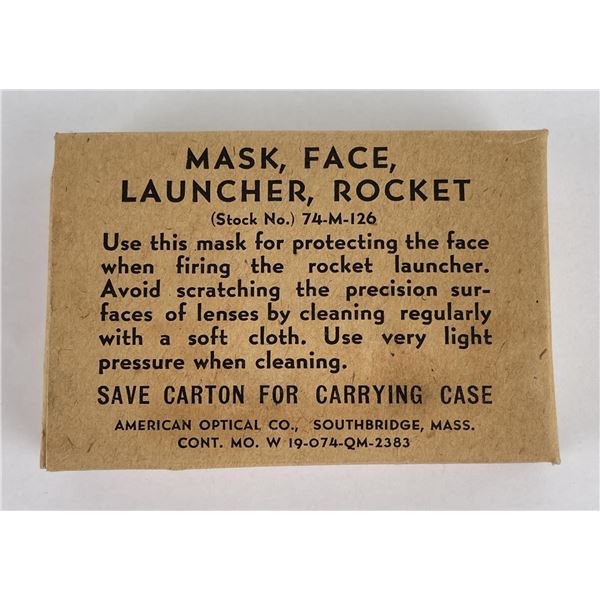 MASK, FACE,
LAUNCHER, ROCKET
(Stock No.) 74-M-126
Use this mask for protecting the face
when firing the rocket launcher.
Avoid scratching the precision sur-
faces of lenses by cleaning regularly
with a soft cloth. Use very light
pressure when cleaning.
SAVE CARTON FOR CARRYING CASE
AMERICAN OPTICAL CO., SOUTHBRIDGE, MASS.
CONT. MO. W 19-074-QM-2383